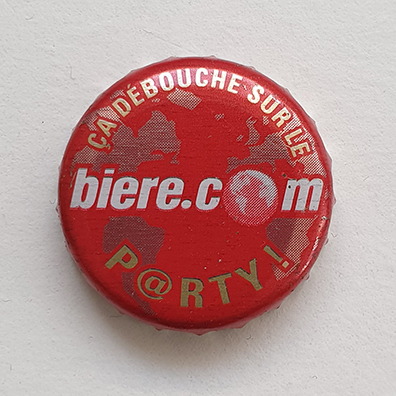 ÇA DÉBOUCHE SUR LE
biere.com
P@RTY !